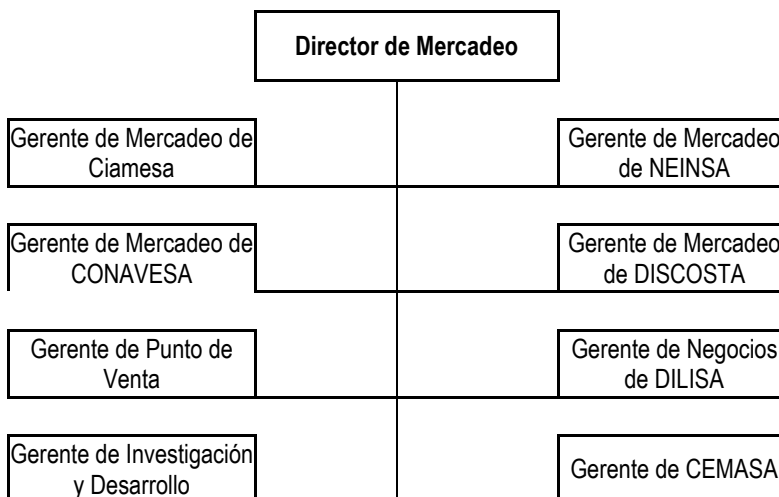 Director de Mercadeo
Gerente de Mercadeo de
Ciamesa
Gerente de Mercadeo
de NEINSA
Gerente de Mercadeo de
CONAVESA
Gerente de Mercadeo
de DISCOSTA
Gerente de Punto de
Venta
Gerente de Negocios
de DILISA
Gerente de Investigación
y Desarrollo
Gerente de CEMASA